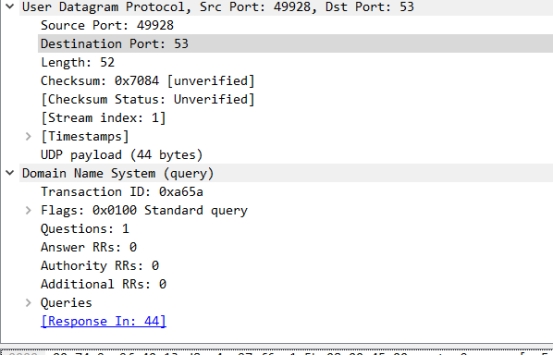 User Datagram Protocol, Src Port: 49928, Dst Port: 53
Source Port: 49928
Destination Port: 53
Length: 52
Checksum: 0x7084 [unverified]
[Checksum Status: Unverified]
[Stream index: 1]
[Timestamps]
UDP payload (44 bytes)
Domain Name System (query)
Transaction ID: 0xa65a
Flags: 0x0100 Standard query
Questions: 1
Answer RRs: 0
Authority RRs: 0
Additional RRs: 0
Queries
[Response In: 44]